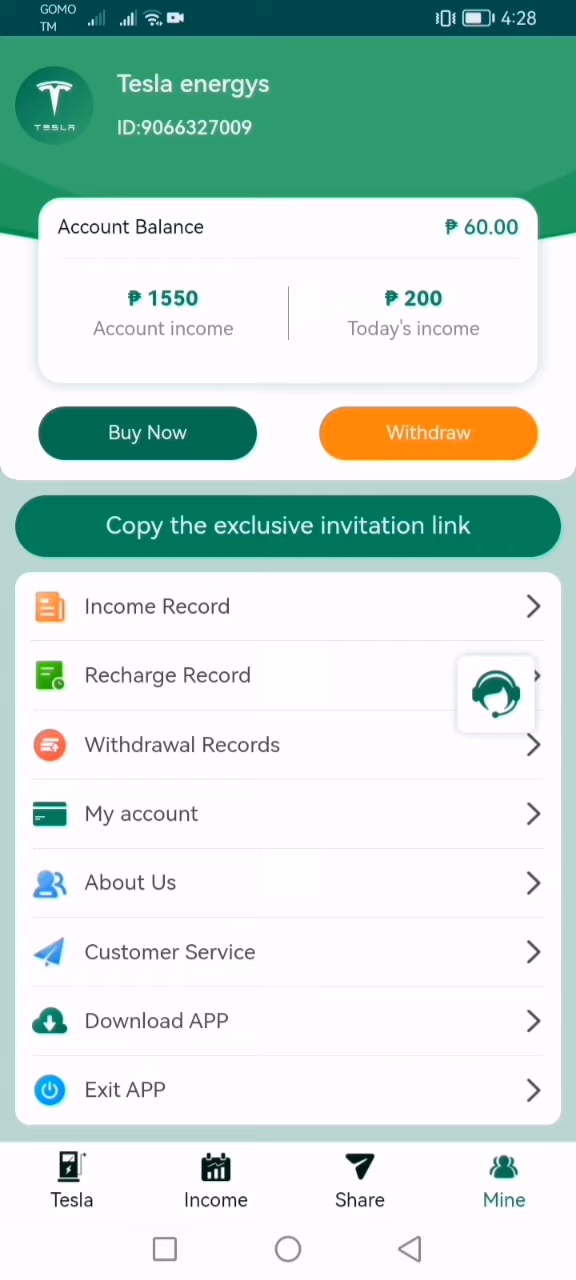 GOMO
TM
4:28
TESLA
Tesla energys
ID:9066327009
Account Balance
₱ 60.00
₱ 1550
₱ 200
Account income
Today's income
Buy Now
Withdraw
Copy the exclusive invitation link
Income Record
Recharge Record
Withdrawal Records
My account
About Us
Customer Service
Download APP
Exit APP
Tesla
Income
Share
Mine